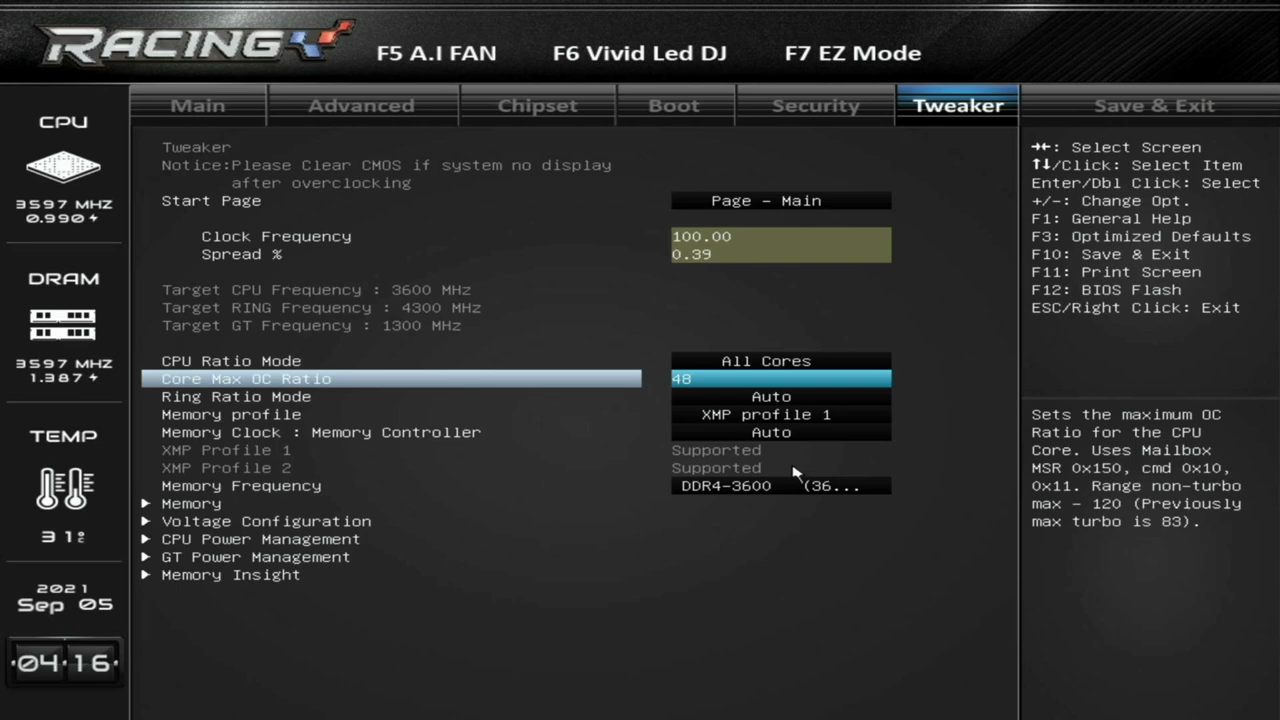 RACING
F5 A.I FAN
F6 Vivid Led DJ
F7 EZ Mode
Main
Advanced
Chipset
Boot
Security
Tweaker
Save & Exit
CPU
3597 MHZ
0.990
DRAM
3597 MHZ
1.387
TEMP
31°C
2021
Sep 05
04:16
Tweaker
Notice:Please Clear CMOS if system no display
after overclocking
Start Page Page - Main
Clock Frequency 100.00
Spread % 0.39
Target CPU Frequency : 3600 MHz
Target RING Frequency : 4300 MHz
Target GT Frequency : 1300 MHz
CPU Ratio Mode All Cores
Core Max OC Ratio 48
Ring Ratio Mode Auto
Memory profile XMP profile 1
Memory Clock : Memory Controller Auto
XMP Profile 1 Supported
XMP Profile 2 Supported
Memory Frequency DDR4-3600 (36...
Memory
Voltage Configuration
CPU Power Management
GT Power Management
Memory Insight
→←: Select Screen
↑↓/Click: Select Item
Enter/Dbl Click: Select
+/-: Change Opt.
F1: General Help
F3: Optimized Defaults
F10: Save & Exit
F11: Print Screen
F12: BIOS Flash
ESC/Right Click: Exit
Sets the maximum OC
Ratio for the CPU
Core. Uses Mailbox
MSR 0x150, cmd 0x10,
0x11. Range non-turbo
max - 120 (Previously
max turbo is 83).